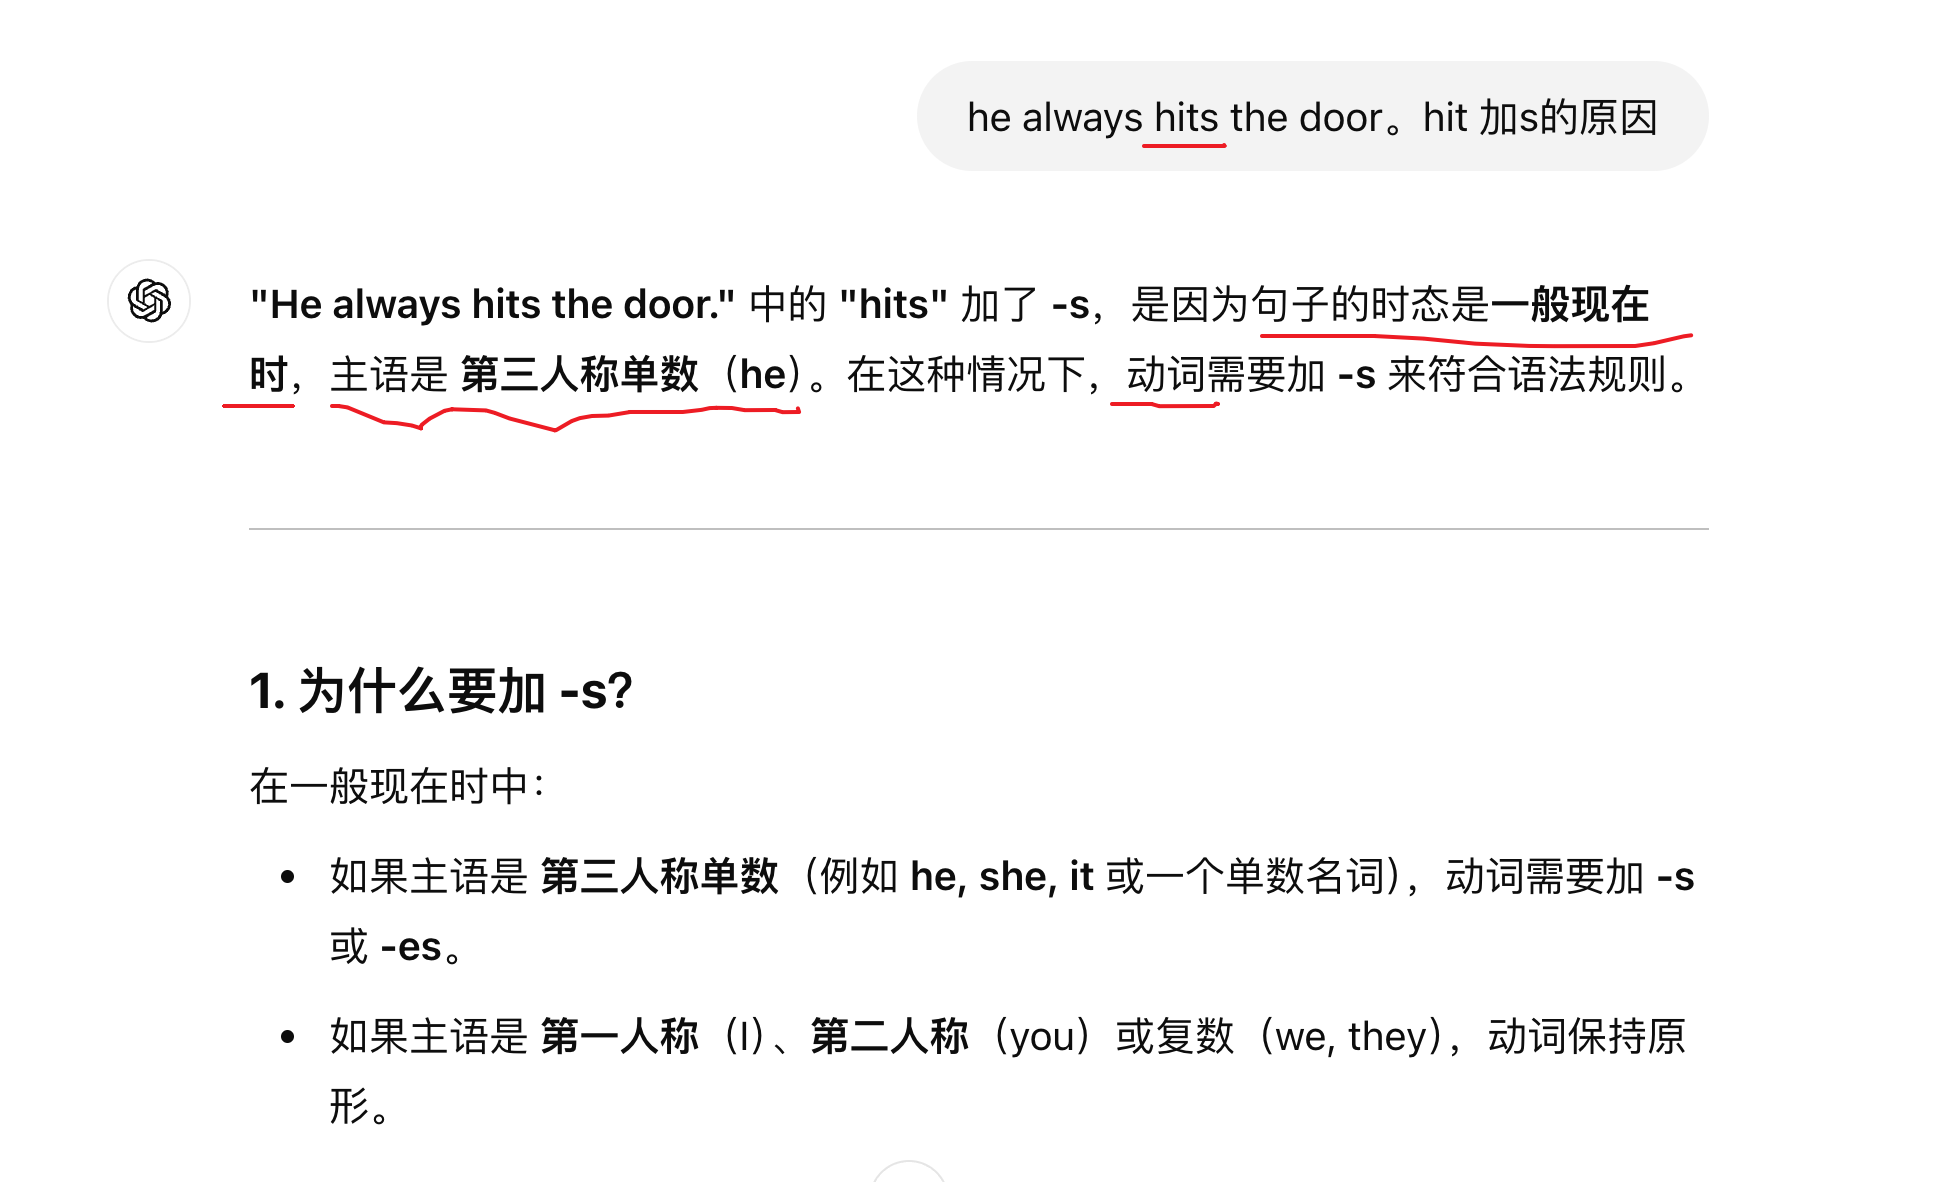 he always hits the door。hit 加s的原因
"He always hits the door." 中的 "hits" 加了 -s，是因为句子的时态是一般现在
时，主语是 第三人称单数（he）。在这种情况下，动词需要加 -s 来符合语法规则。
1. 为什么要加 -s？
在一般现在时中：
• 如果主语是 第三人称单数（例如 he, she, it 或一个单数名词），动词需要加 -s
或 -es。
• 如果主语是 第一人称（I）、第二人称（you）或复数（we, they），动词保持原
形。